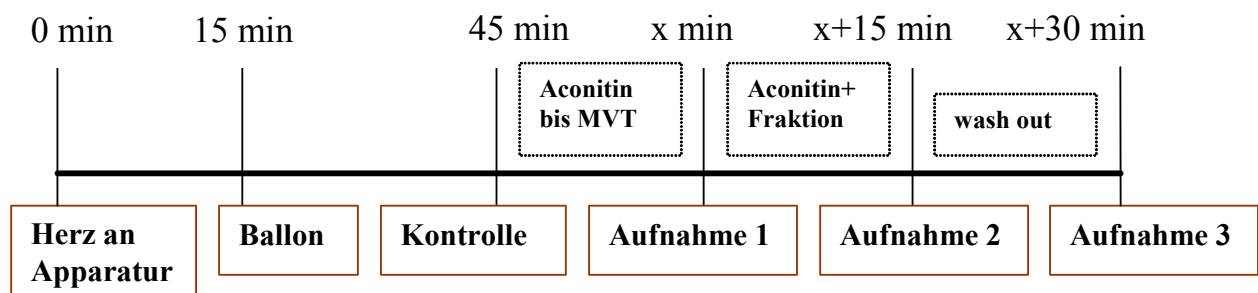 0 min 15 min 45 min x min x+15 min x+30 min
Aconitin
bis MVT
Aconitin+
Fraktion
wash out
Herz an
Apparatur
Ballon
Kontrolle
Aufnahme 1
Aufnahme 2
Aufnahme 3